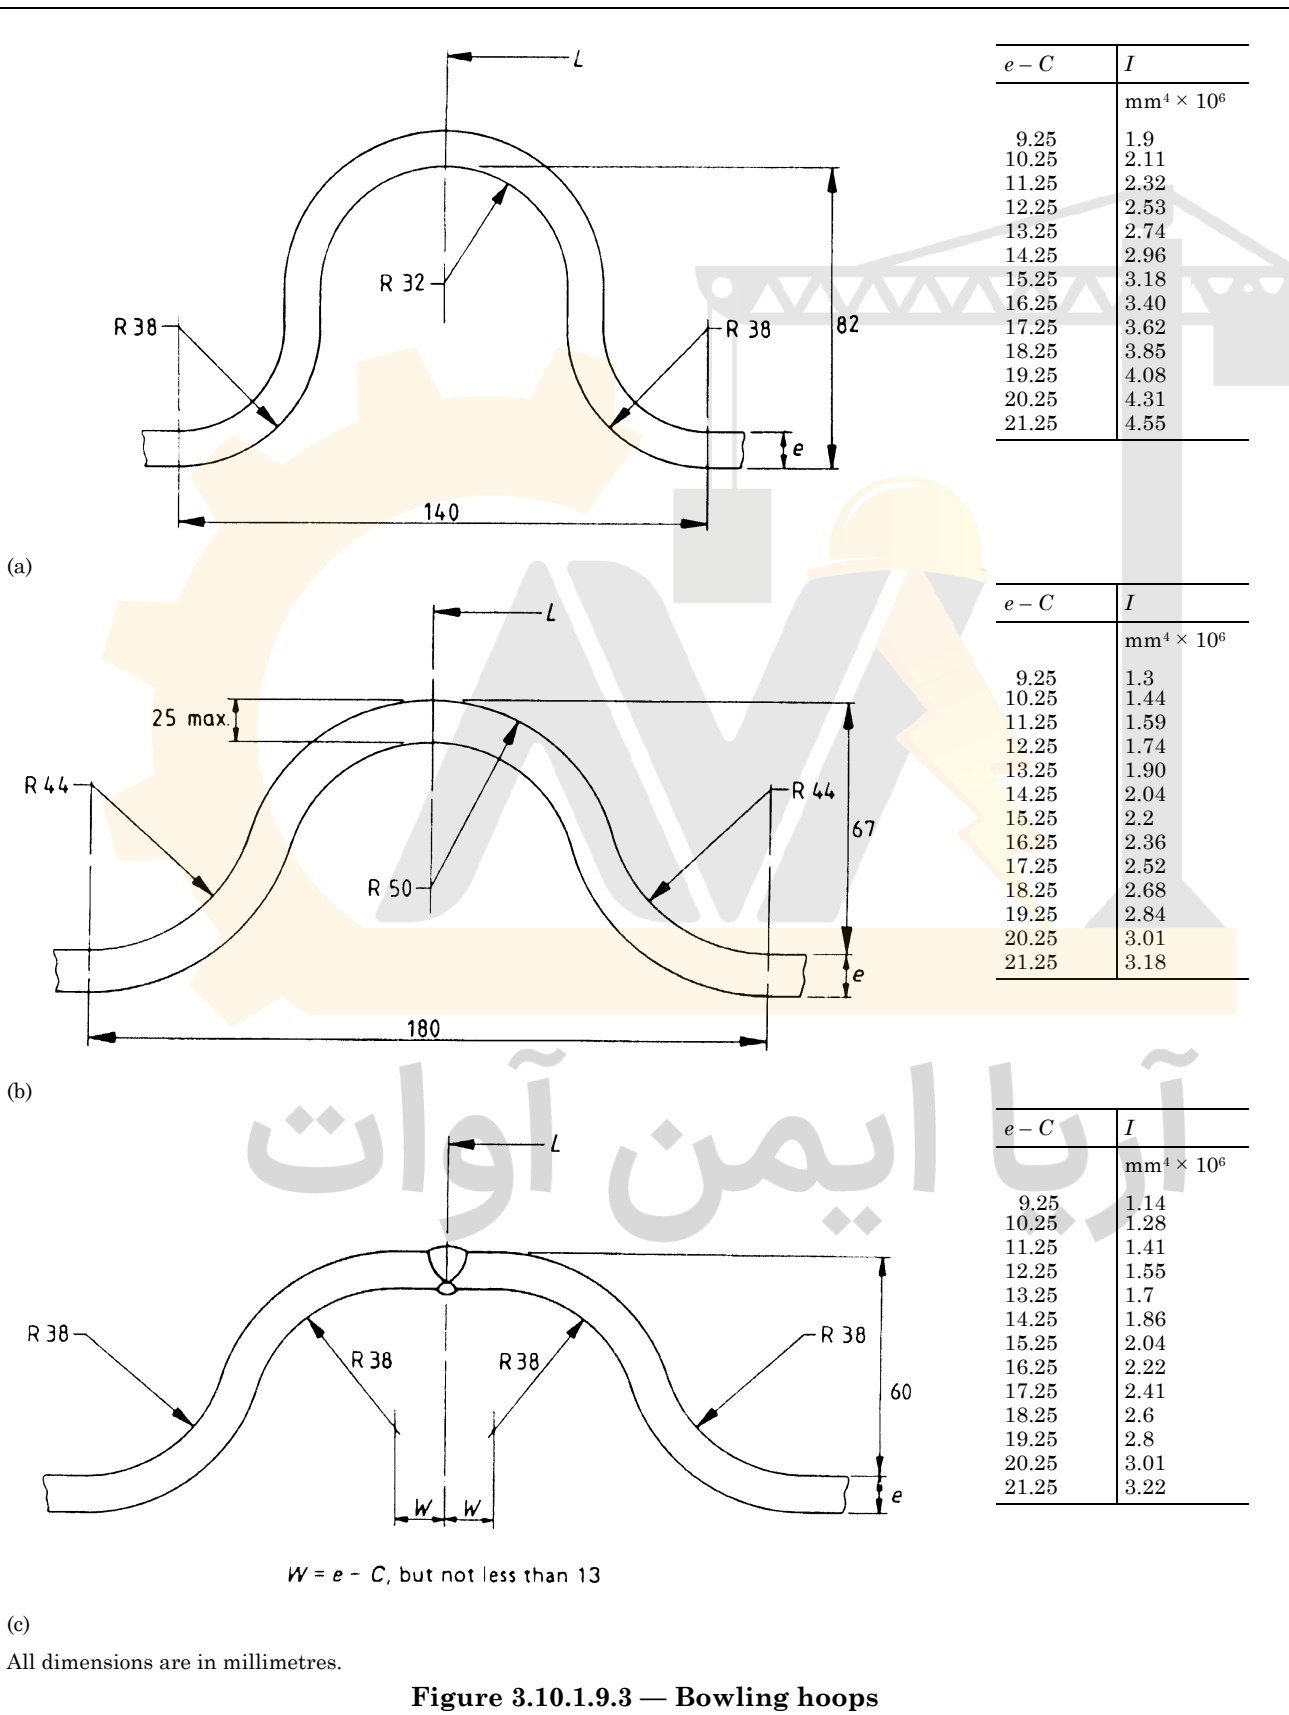 L
R 32
R 38
R 38
82
e
140
e – C I
mm⁴ × 10⁶
9.25 1.9
10.25 2.11
11.25 2.32
12.25 2.53
13.25 2.74
14.25 2.96
15.25 3.18
16.25 3.40
17.25 3.62
18.25 3.85
19.25 4.08
20.25 4.31
21.25 4.55
(a)
L
25 max.
R 44
R 44
67
R 50
e
180
e – C I
mm⁴ × 10⁶
9.25 1.3
10.25 1.44
11.25 1.59
12.25 1.74
13.25 1.90
14.25 2.04
15.25 2.2
16.25 2.36
17.25 2.52
18.25 2.68
19.25 2.84
20.25 3.01
21.25 3.18
(b)
آریا ایمن آوات
L
R 38
R 38
R 38
R 38
60
e
W W
W = e – C, but not less than 13
e – C I
mm⁴ × 10⁶
9.25 1.14
10.25 1.28
11.25 1.41
12.25 1.55
13.25 1.7
14.25 1.86
15.25 2.04
16.25 2.22
17.25 2.41
18.25 2.6
19.25 2.8
20.25 3.01
21.25 3.22
(c)
All dimensions are in millimetres.
Figure 3.10.1.9.3 — Bowling hoops